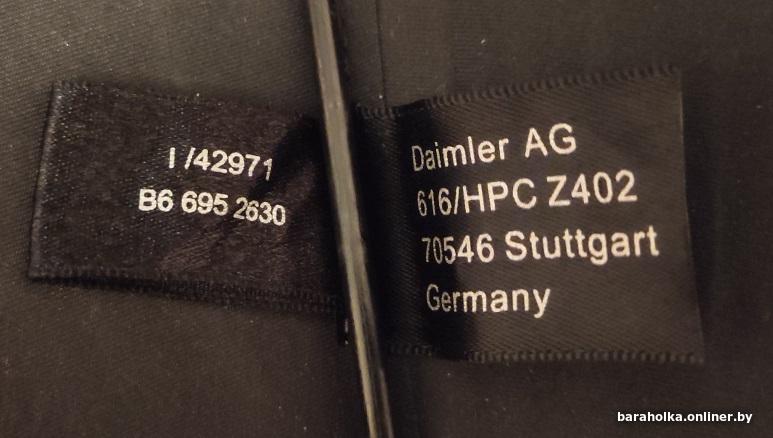 I /42971
B6 695 2630
Daimler AG
616/HPC Z402
70546 Stuttgart
Germany
baraholka.onliner.by